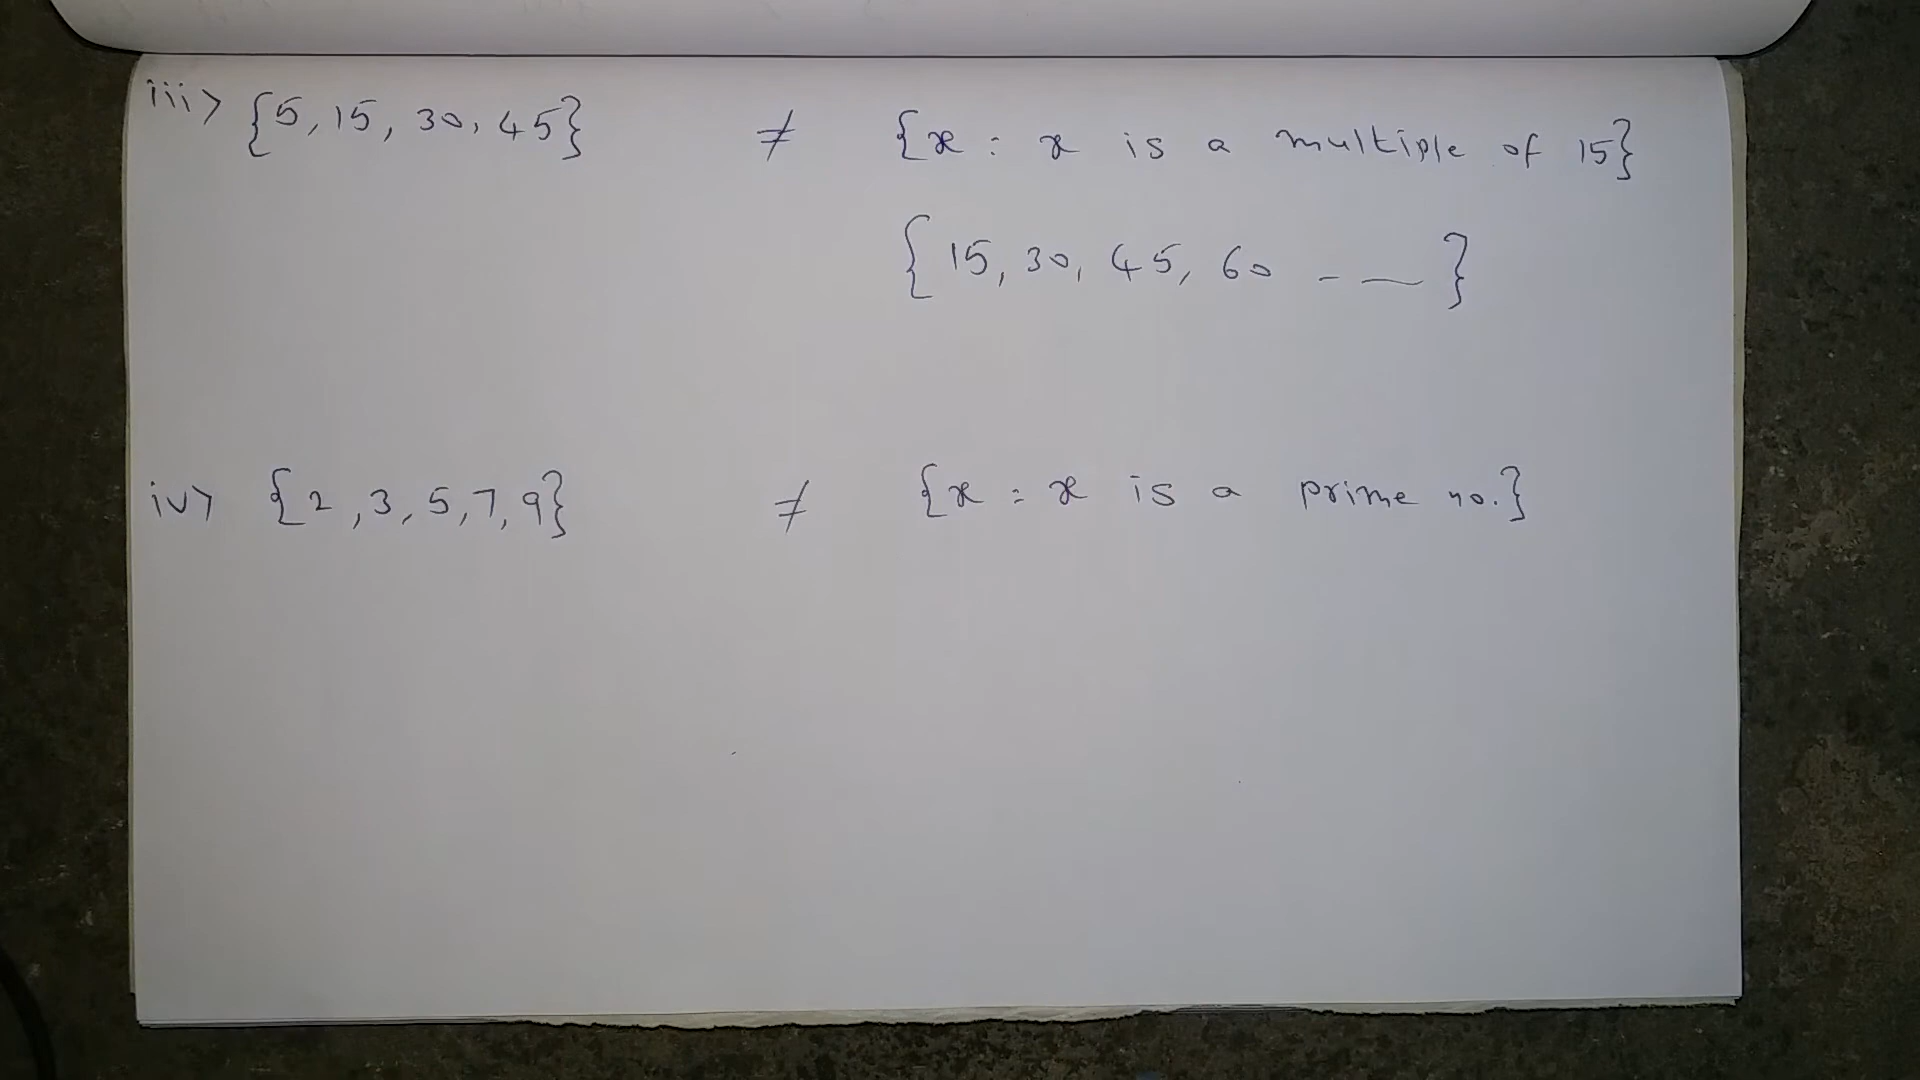 iii> {5, 15, 30, 45} ≠ {x : x is a multiple of 15}
{15, 30, 45, 60 - — }
iv> {2, 3, 5, 7, 9} ≠ {x : x is a prime no.}